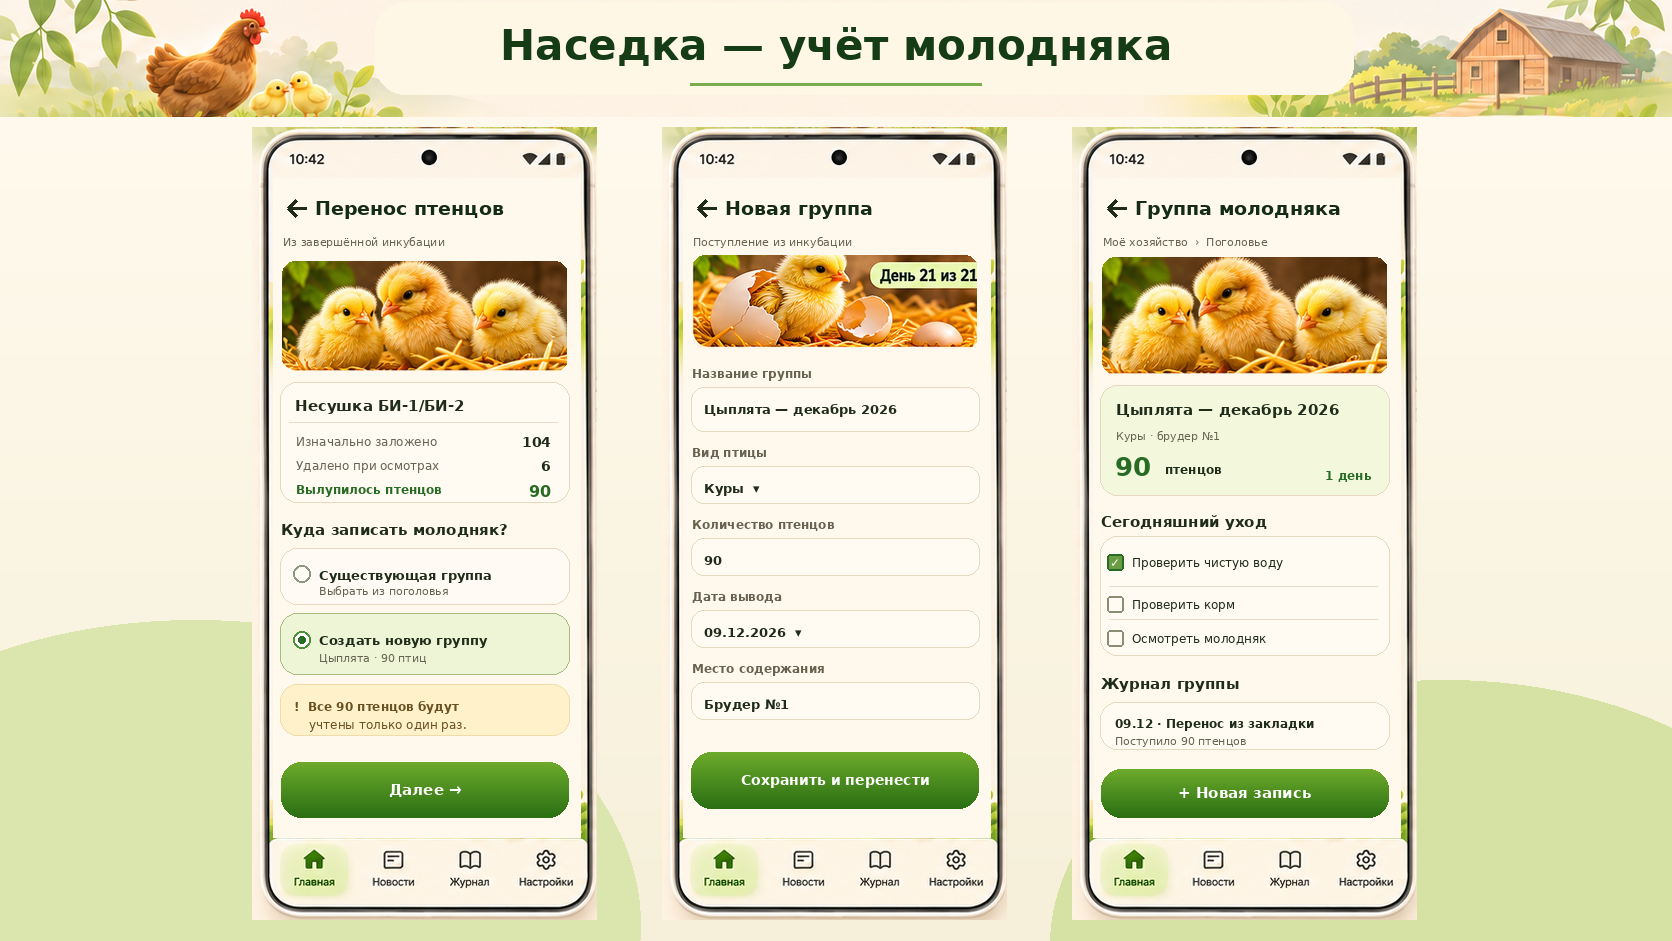 Наседка — учёт молодняка
10:42
← Перенос птенцов
Из завершённой инкубации
Несушка БИ-1/БИ-2
Изначально заложено 104
Удалено при осмотрах 6
Вылупилось птенцов 90
Куда записать молодняк?
Существующая группа
Выбрать из поголовья
Создать новую группу
Цыплята · 90 птиц
! Все 90 птенцов будут
учтены только один раз.
Далее →
Главная Новости Журнал Настройки
10:42
← Новая группа
Поступление из инкубации
День 21 из 21
Название группы
Цыплята — декабрь 2026
Вид птицы
Куры ▾
Количество птенцов
90
Дата вывода
09.12.2026 ▾
Место содержания
Брудер №1
Сохранить и перенести
Главная Новости Журнал Настройки
10:42
← Группа молодняка
Моё хозяйство › Поголовье
Цыплята — декабрь 2026
Куры · брудер №1
90 птенцов 1 день
Сегодняшний уход
✓ Проверить чистую воду
Проверить корм
Осмотреть молодняк
Журнал группы
09.12 · Перенос из закладки
Поступило 90 птенцов
+ Новая запись
Главная Новости Журнал Настройки